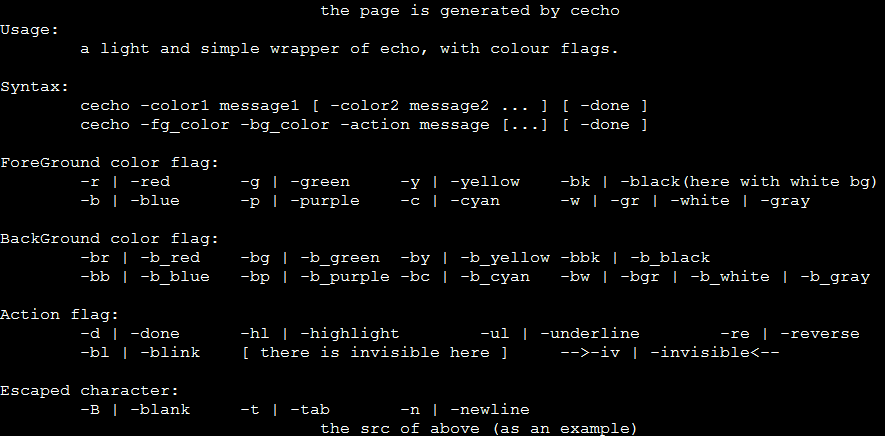 the page is generated by cecho
Usage:
a light and simple wrapper of echo, with colour flags.
Syntax:
cecho -color1 message1 [ -color2 message2 ... ] [ -done ]
cecho -fg_color -bg_color -action message [...] [ -done ]
ForeGround color flag:
-r | -red -g | -green -y | -yellow -bk | -black(here with white bg)
-b | -blue -p | -purple -c | -cyan -w | -gr | -white | -gray
BackGround color flag:
-br | -b_red -bg | -b_green -by | -b_yellow -bbk | -b_black
-bb | -b_blue -bp | -b_purple -bc | -b_cyan -bw | -bgr | -b_white | -b_gray
Action flag:
-d | -done -hl | -highlight -ul | -underline -re | -reverse
-bl | -blink [ there is invisible here ] -->-iv | -invisible<--
Escaped character:
-B | -blank -t | -tab -n | -newline
the src of above (as an example)